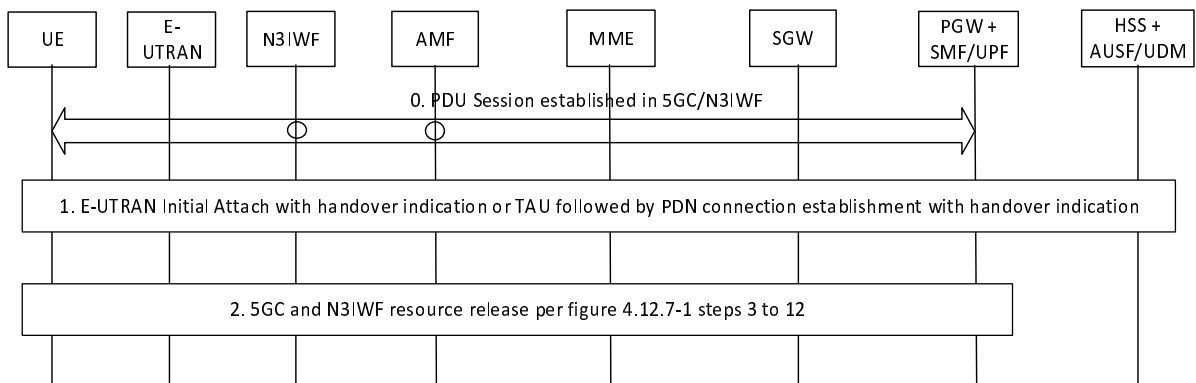 UE
E-
UTRAN
N3IWF
AMF
MME
SGW
PGW +
SMF/UPF
HSS +
AUSF/UDM
0. PDU Session established in 5GC/N3IWF
1. E-UTRAN Initial Attach with handover indication or TAU followed by PDN connection establishment with handover indication
2. 5GC and N3IWF resource release per figure 4.12.7-1 steps 3 to 12